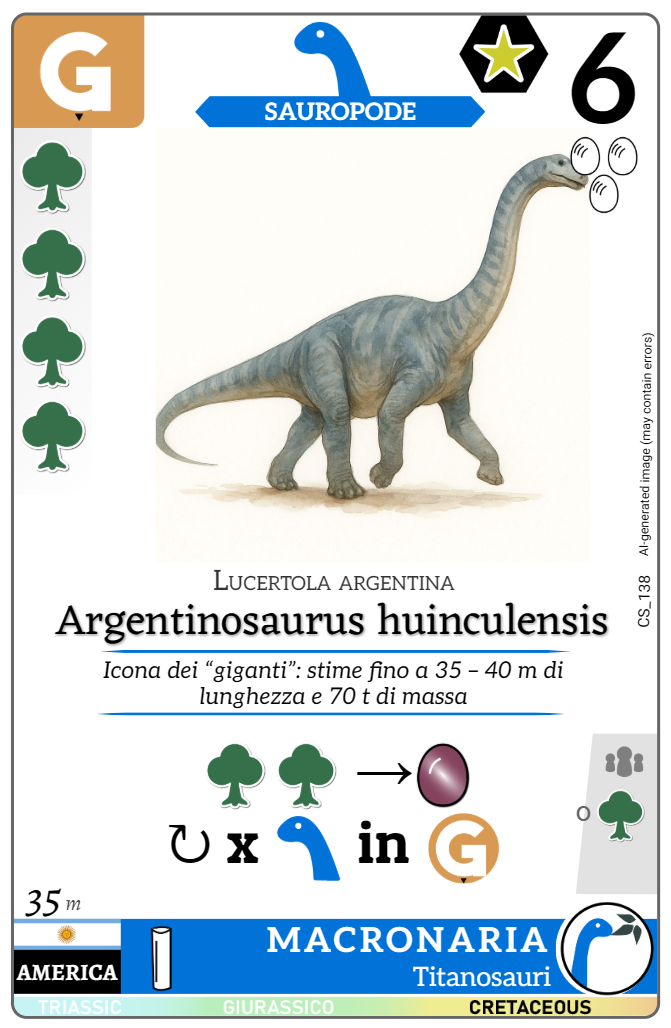 G
SAUROPODE
6
AI-generated image (may contain errors)
CS_138
LUCERTOLA ARGENTINA
Argentinosaurus huinculensis
Icona dei “giganti”: stime fino a 35 – 40 m di
lunghezza e 70 t di massa
o
x in G
35 m
AMERICA
MACRONARIA
Titanosauri
TRIASSIC GIURASSICO CRETACEOUS